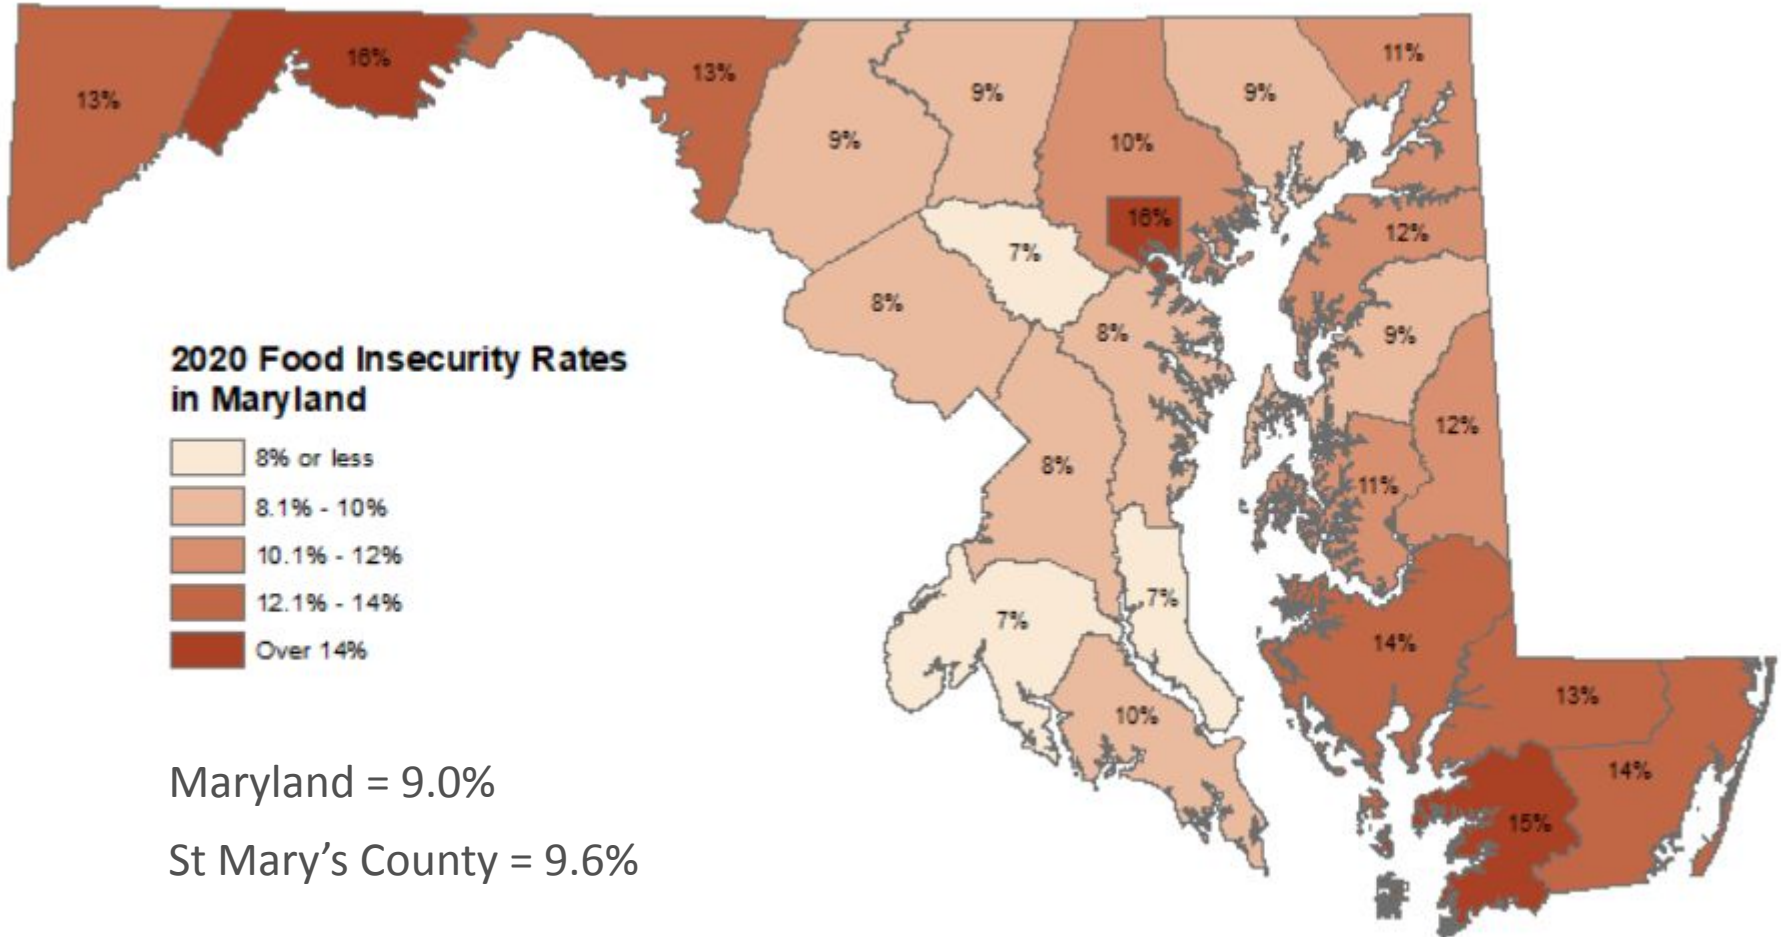 16%
11%
13%
13%
9%
9%
9%
10%
16%
12%
7%
8%
8%
9%
2020 Food Insecurity Rates
in Maryland
12%
8% or less
8%
11%
8.1% - 10%
10.1% - 12%
12.1% - 14%
7%
7%
14%
Over 14%
13%
10%
14%
Maryland = 9.0%
15%
St Mary’s County = 9.6%